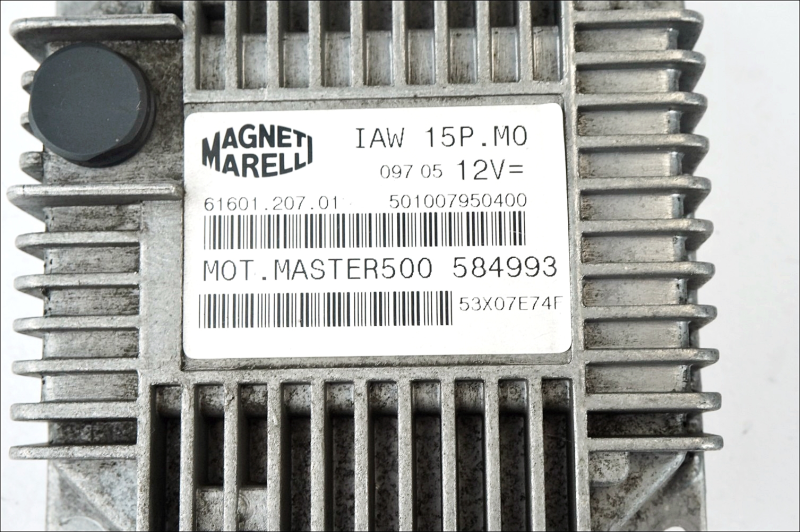 MAGNETI MARELLI
IAW 15P.M0
097 05 12V=
61601.207.01 501007950400
MOT.MASTER500 584993
53X07E74F